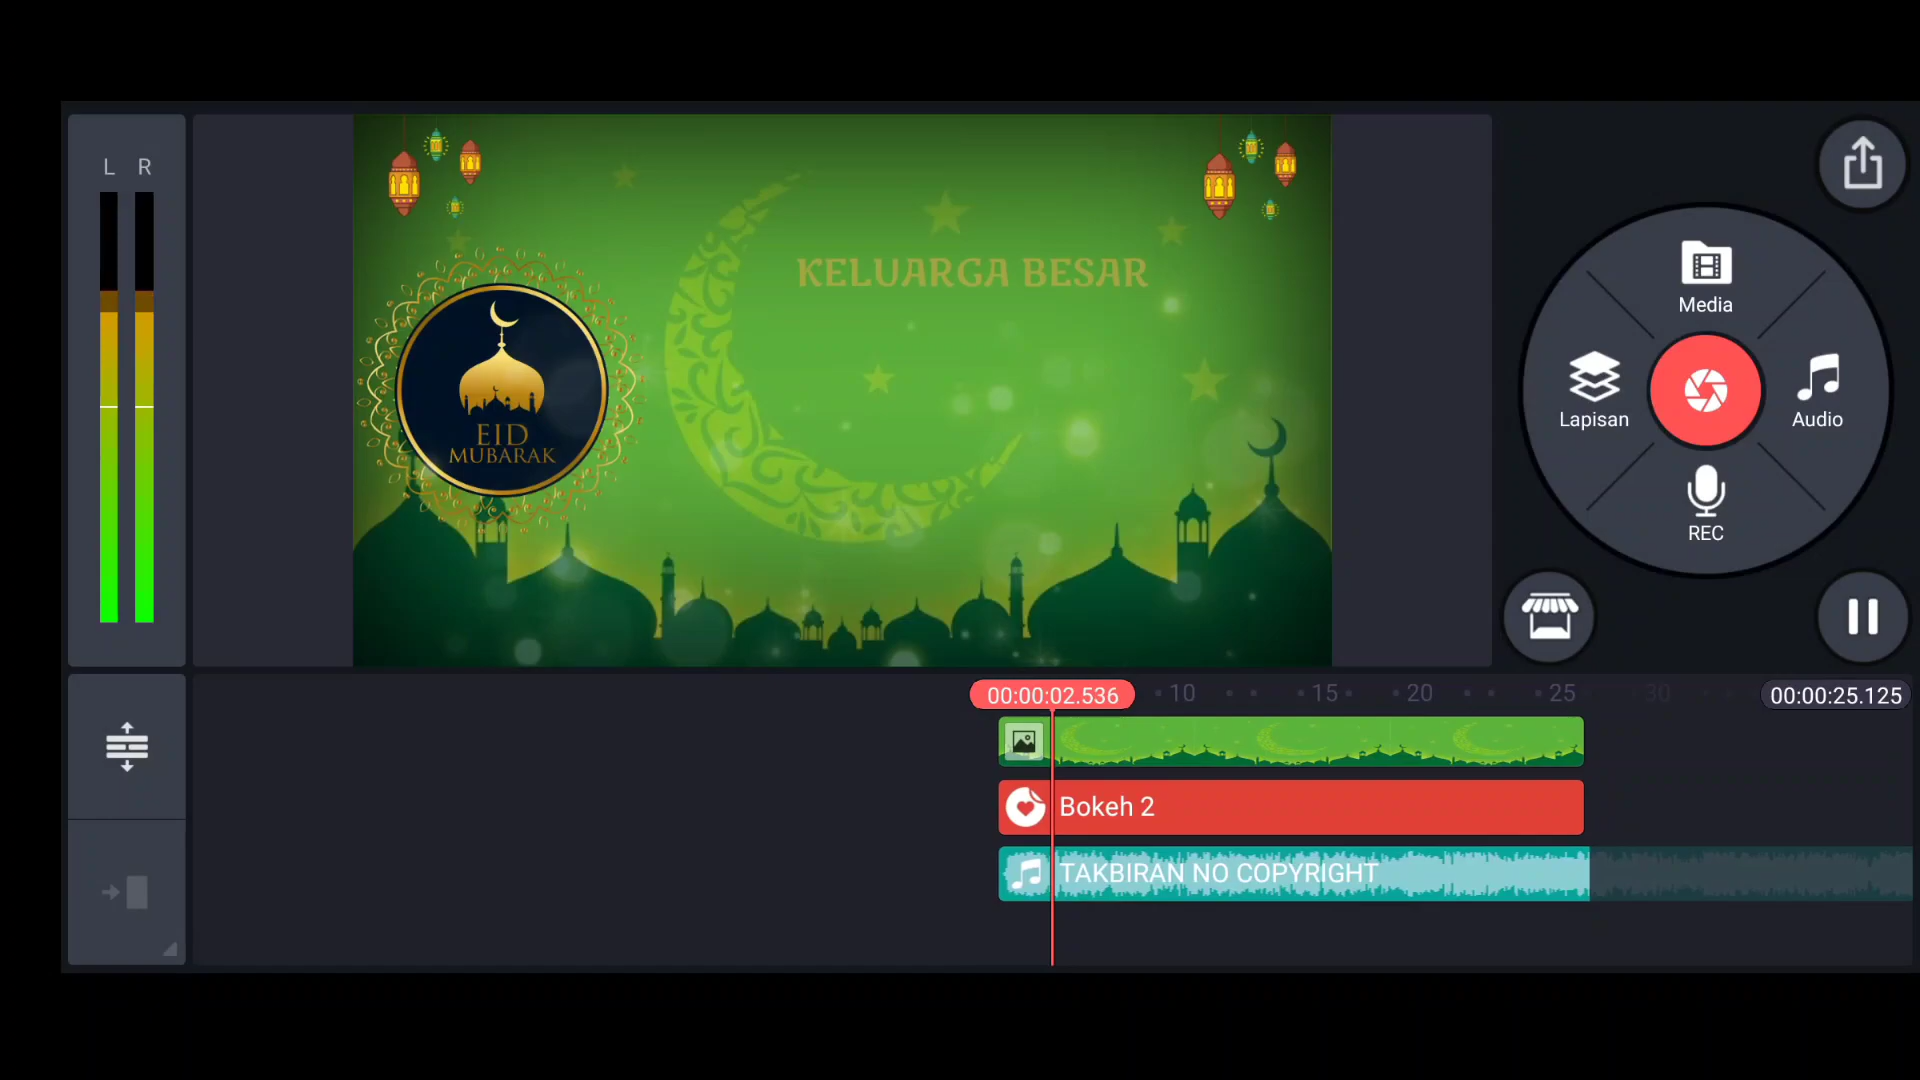 L R
KELUARGA BESAR
EID
MUBARAK
Media
Lapisan
Audio
REC
00:00:02.536
10
15
20
25
30
00:00:25.125
Bokeh 2
TAKBIRAN NO COPYRIGHT